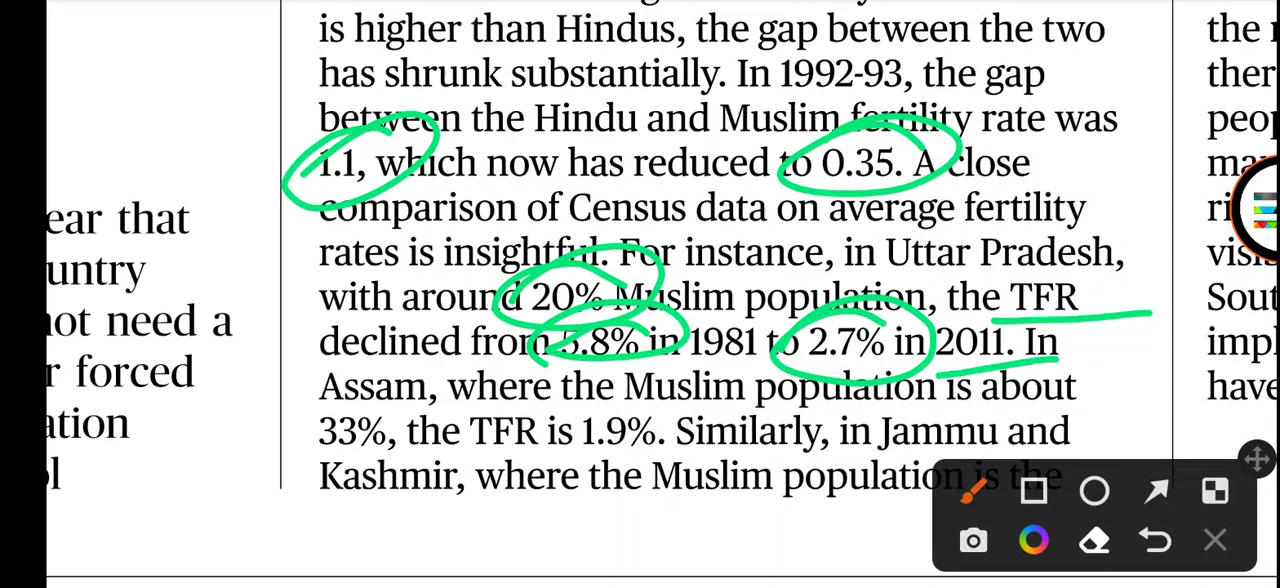 ear that
untry
not need a
r forced
ation
ol
is higher than Hindus, the gap between the two
has shrunk substantially. In 1992-93, the gap
between the Hindu and Muslim fertility rate was
1.1, which now has reduced to 0.35. A close
comparison of Census data on average fertility
rates is insightful. For instance, in Uttar Pradesh,
with around 20% Muslim population, the TFR
declined from 5.8% in 1981 to 2.7% in 2011. In
Assam, where the Muslim population is about
33%, the TFR is 1.9%. Similarly, in Jammu and
Kashmir, where the Muslim population is the
the
ther
peop
ma
ri
visi
Sout
imp
have